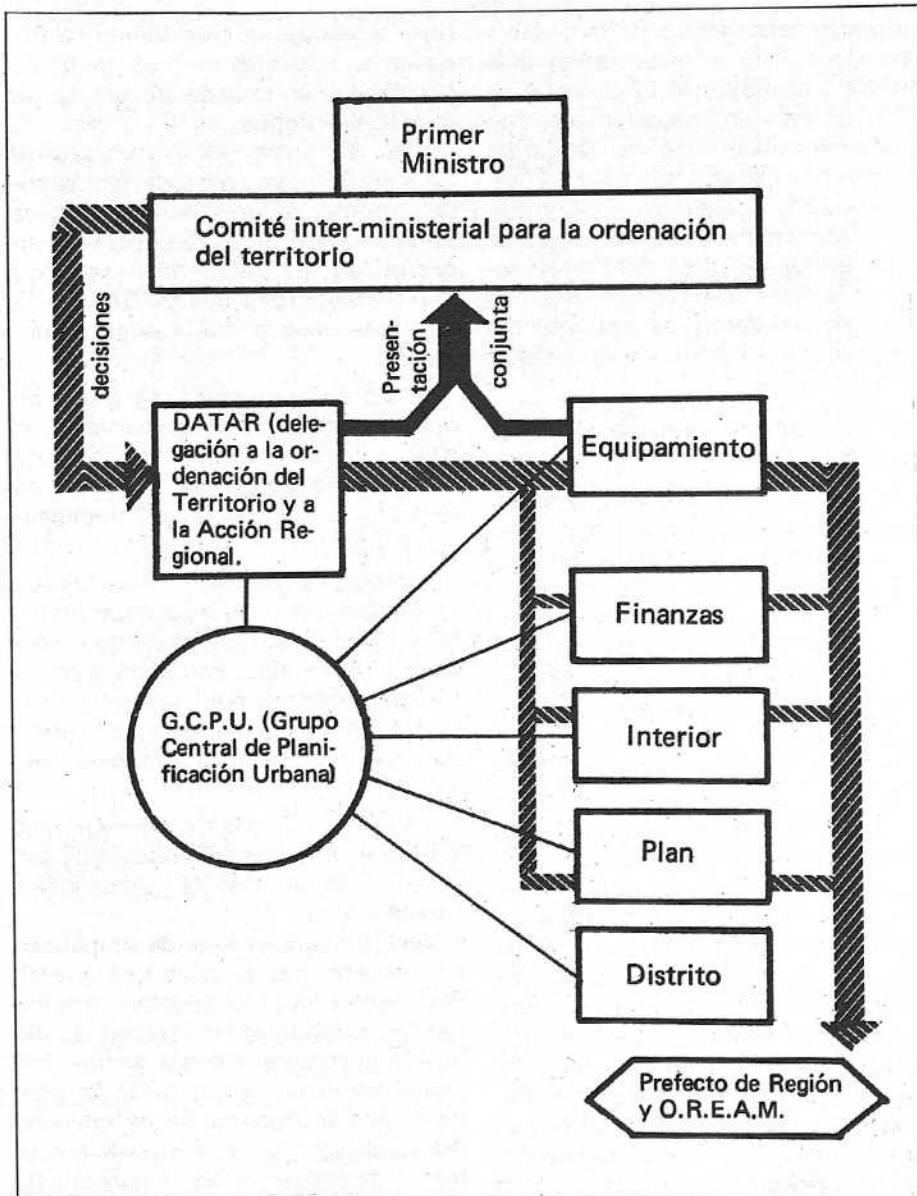 Primer
Ministro
Comité inter-ministerial para la ordenación
del territorio
decisiones
Presen-
tación
conjunta
DATAR (dele-
gación a la or-
denación del
Territorio y a
la Acción Re-
gional.
Equipamiento
Finanzas
G.C.P.U. (Grupo
Central de Plani-
ficación Urbana)
Interior
Plan
Distrito
Prefecto de Región
y O.R.E.A.M.